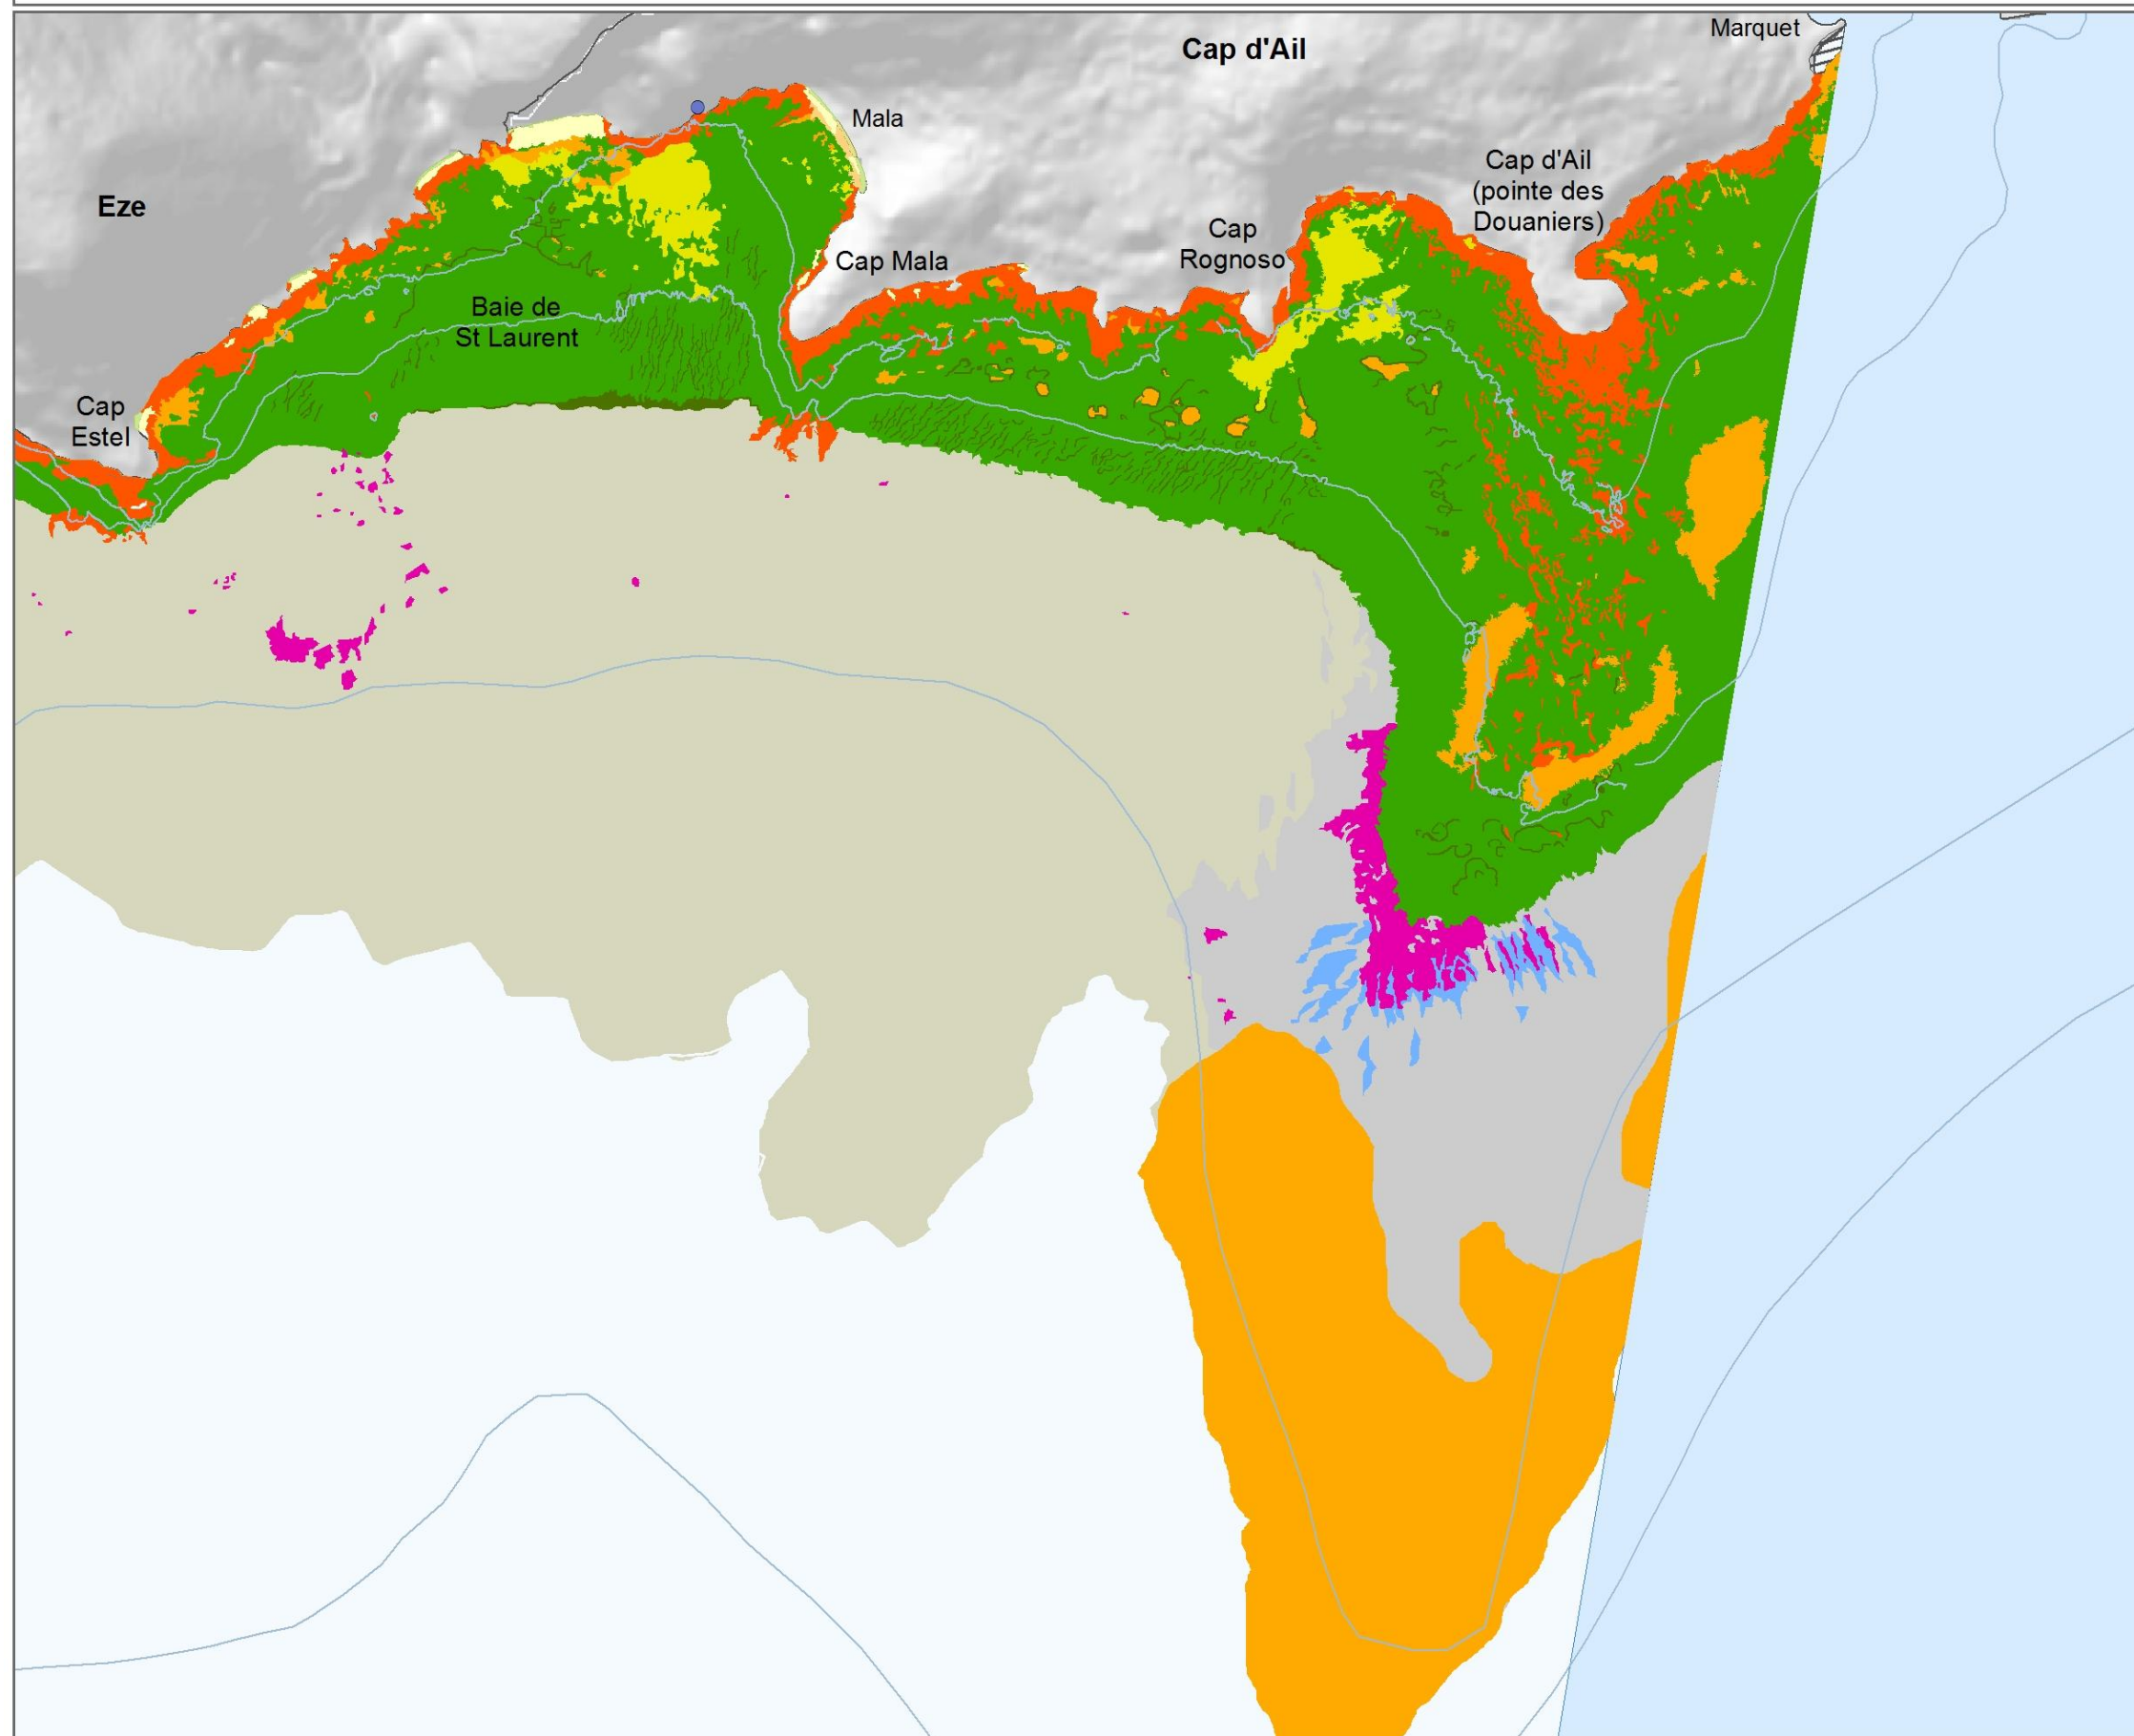 Marquet
Cap d'Ail
Mala
Cap d'Ail
(pointe des
Douaniers)
Eze
Cap
Rognoso
Cap Mala
Baie de
St Laurent
Cap
Estel